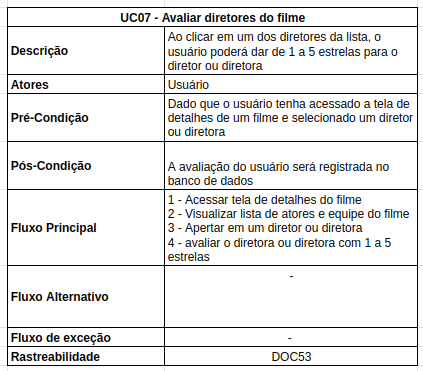 UC07 - Avaliar diretores do filme
Descrição
Ao clicar em um dos diretores da lista, o
usuário poderá dar de 1 a 5 estrelas para o
diretor ou diretora
Atores
Usuário
Pré-Condição
Dado que o usuário tenha acessado a tela de
detalhes de um filme e selecionado um diretor
ou diretora
Pós-Condição
A avaliação do usuário será registrada no
banco de dados
Fluxo Principal
1 - Acessar tela de detalhes do filme
2 - Visualizar lista de atores e equipe do filme
3 - Apertar em um diretor ou diretora
4 - avaliar o diretora ou diretora com 1 a 5
estrelas
Fluxo Alternativo
-
Fluxo de exceção
-
Rastreabilidade
DOC53